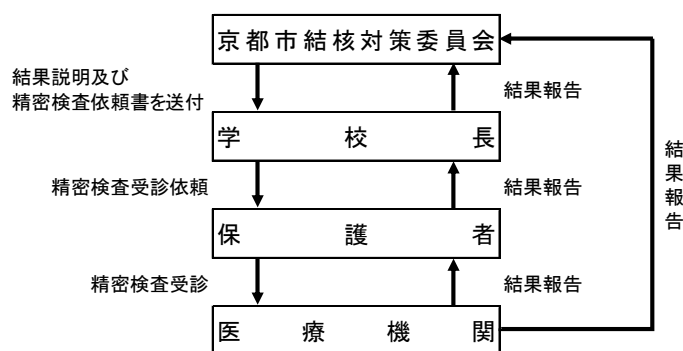 京都市結核対策委員会
結果説明及び
精密検査依頼書を送付
結果報告
学校長
精密検査受診依頼
結果報告
保護者
精密検査受診
結果報告
医療機関
結果報告